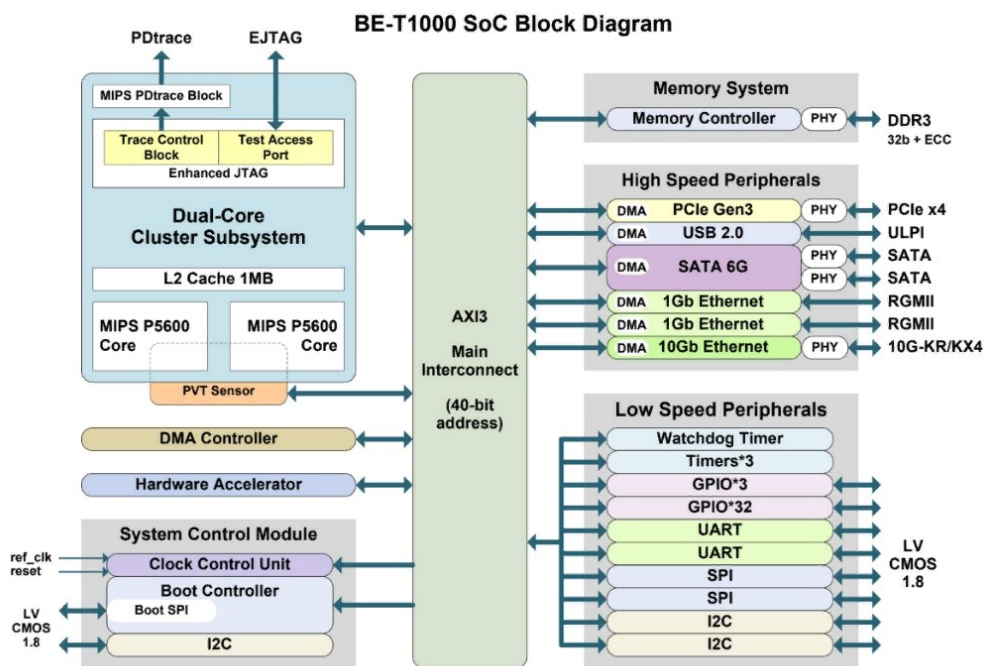 BE-T1000 SoC Block Diagram
PDtrace
EJTAG
MIPS PDtrace Block
Trace Control
Block
Test Access
Port
Enhanced JTAG
Dual-Core
Cluster Subsystem
L2 Cache 1MB
MIPS P5600
Core
MIPS P5600
Core
PVT Sensor
DMA Controller
Hardware Accelerator
System Control Module
ref_clk
reset
Clock Control Unit
Boot Controller
Boot SPI
LV
CMOS
1.8
I2C
AXI3
Main
Interconnect
(40-bit
address)
Memory System
Memory Controller
PHY
DDR3
32b + ECC
High Speed Peripherals
DMA PCIe Gen3 PHY PCIe x4
DMA USB 2.0 ULPI
DMA SATA 6G
PHY SATA
PHY SATA
DMA 1Gb Ethernet RGMII
DMA 1Gb Ethernet RGMII
DMA 10Gb Ethernet PHY 10G-KR/KX4
Low Speed Peripherals
Watchdog Timer
Timers*3
GPIO*3
GPIO*32
UART
UART
SPI
SPI
I2C
I2C
LV
CMOS
1.8